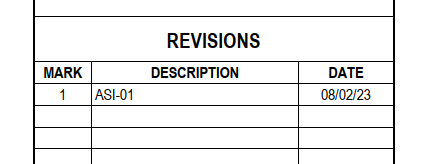 REVISIONS
MARK DESCRIPTION DATE
1 ASI-01 08/02/23